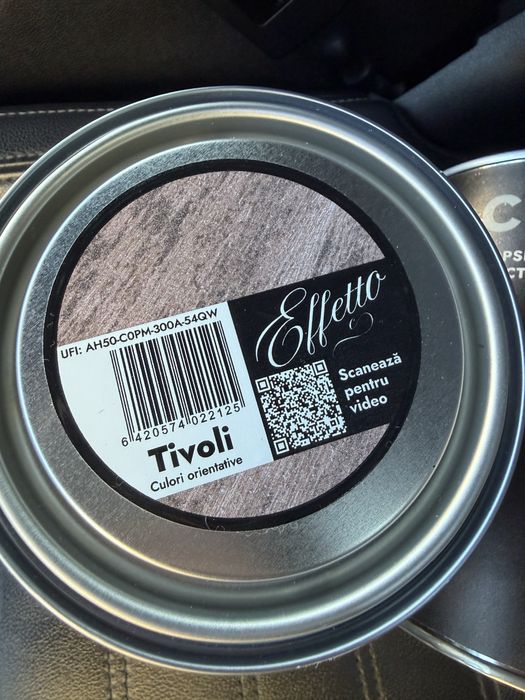 Effetto
UFI: AH50-C0PM-300A-54QW
6 420574 022125
Tivoli
Culori orientative
Scanează
pentru
video
C